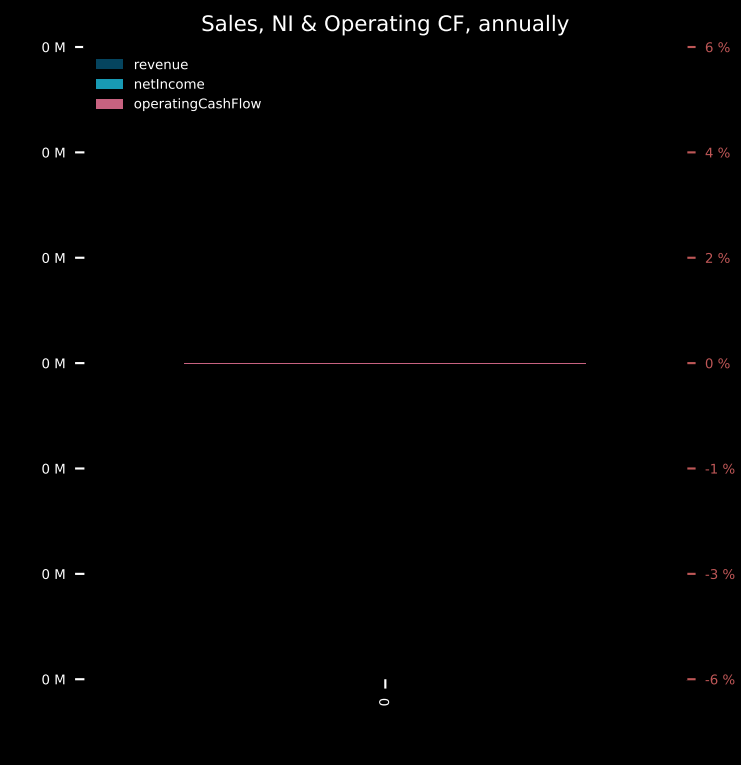 Sales, NI & Operating CF, annually
0 M
6 %
revenue
netIncome
operatingCashFlow
0 M
4 %
0 M
2 %
0 M
0 %
0 M
-1 %
0 M
-3 %
0 M
-6 %
0